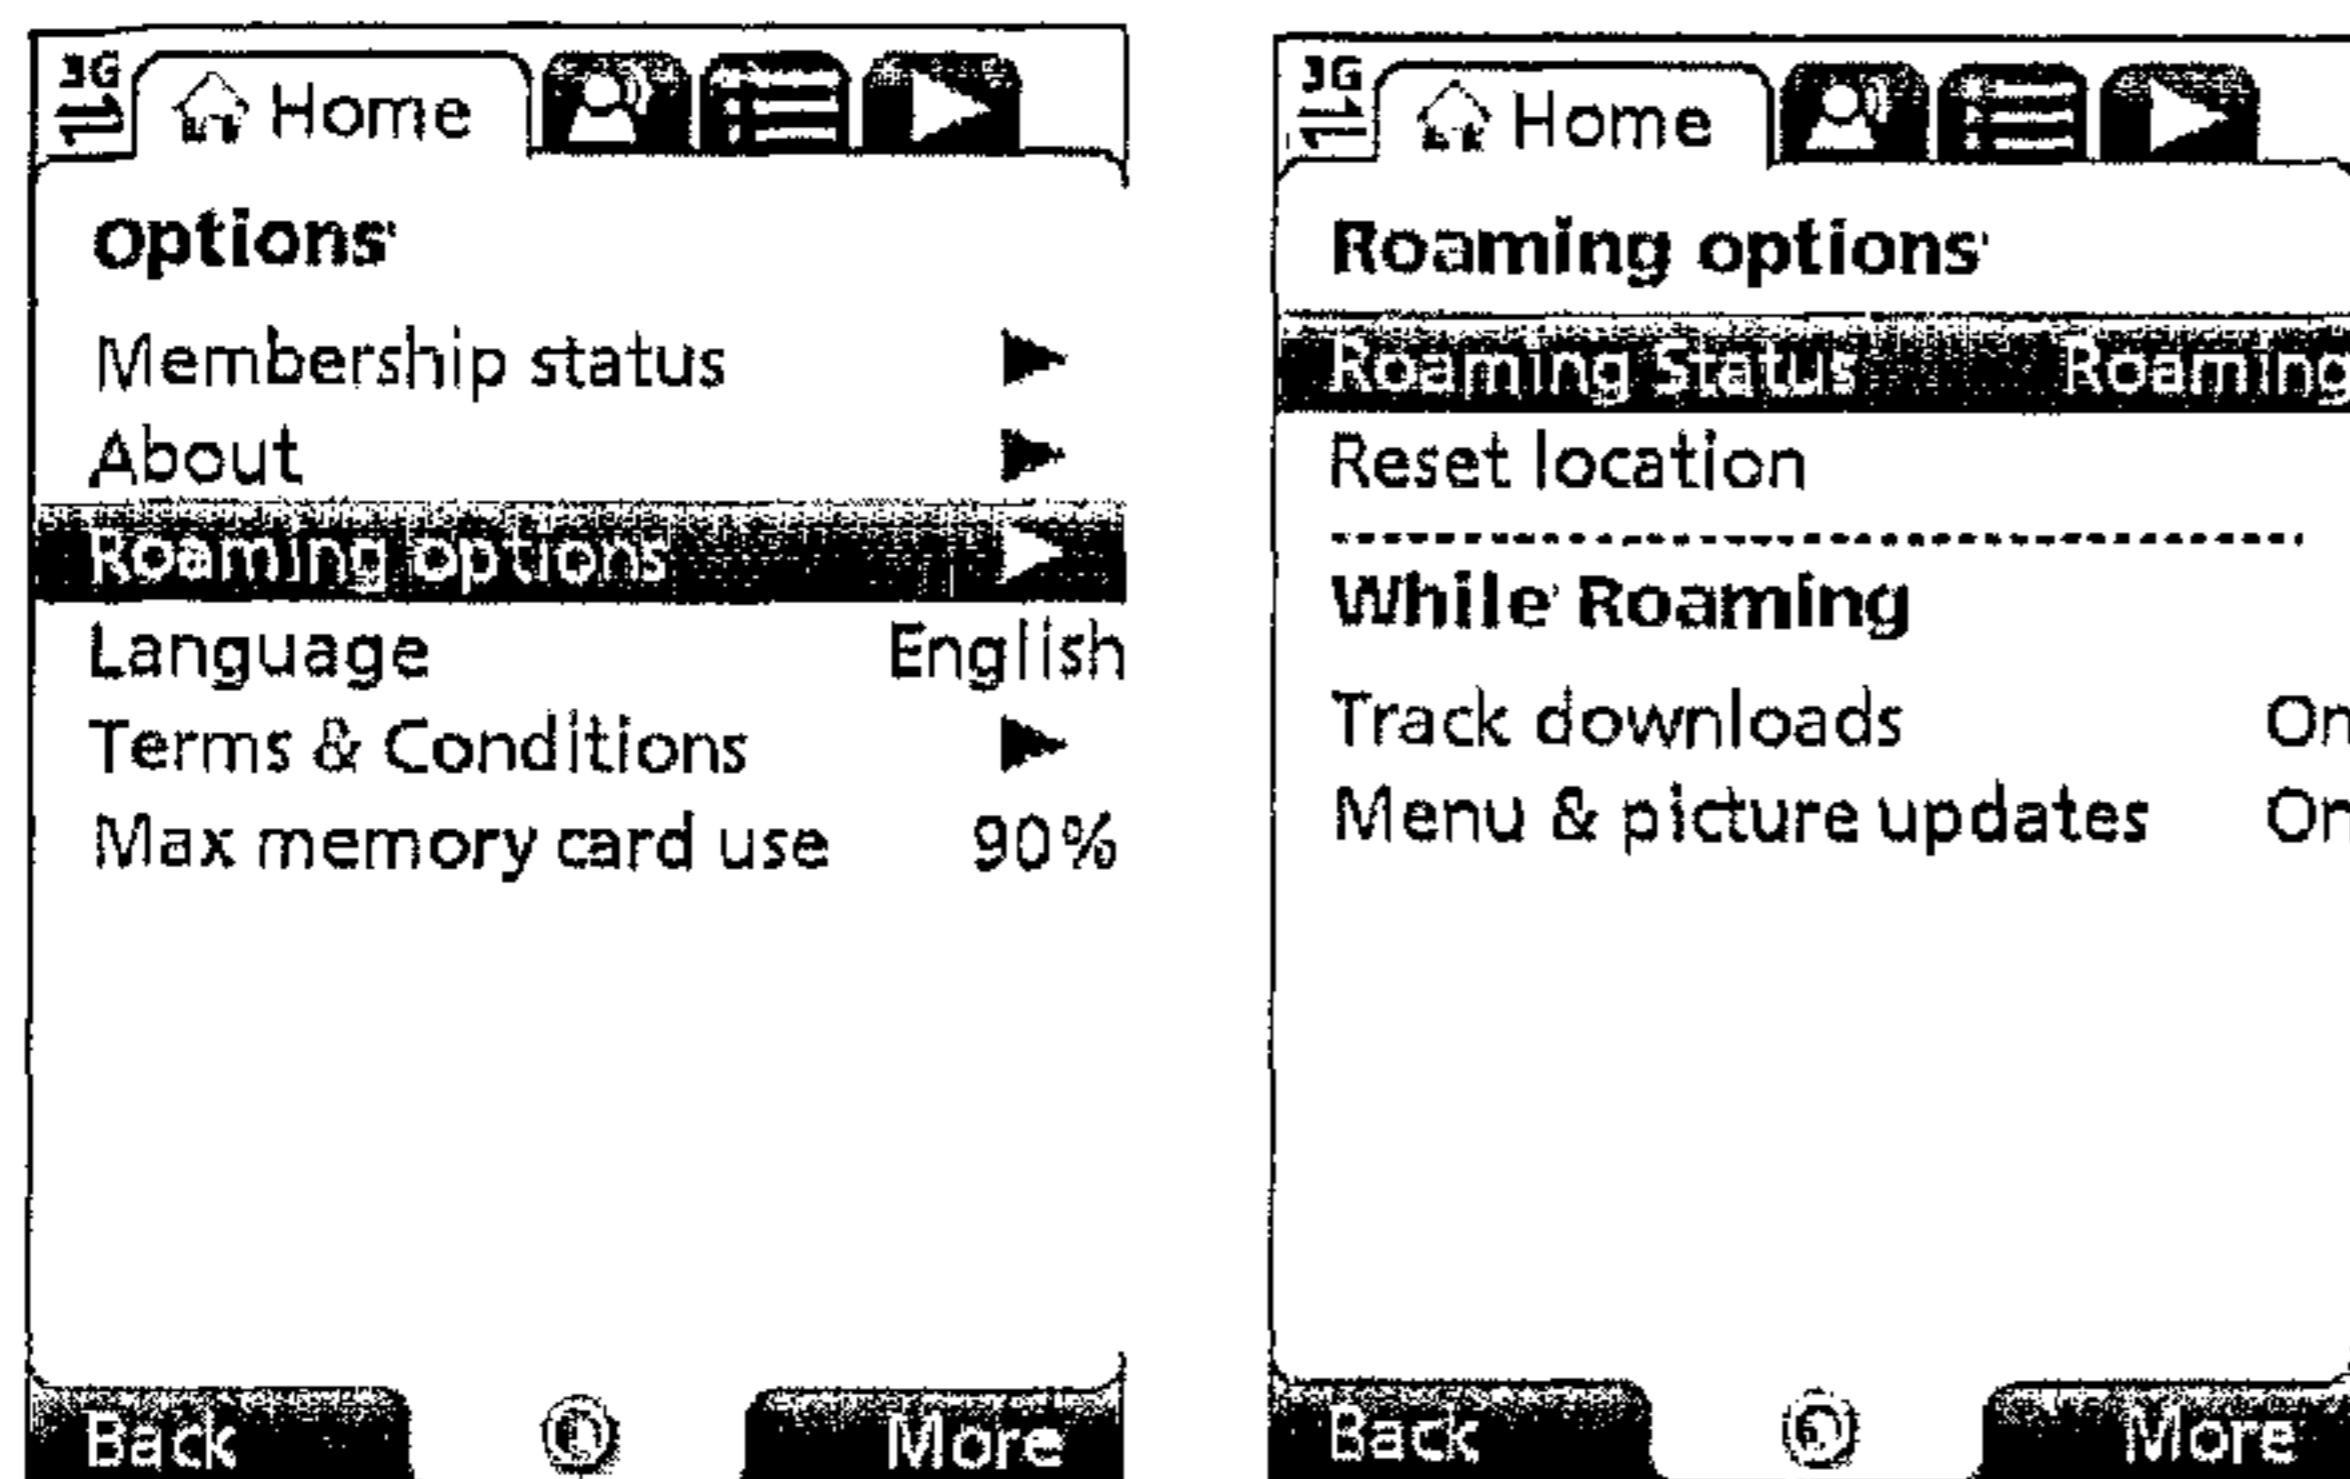 3G
Home
Options
Membership status
About
Roaming options
Language English
Terms & Conditions
Max memory card use 90%
Back More
3G
Home
Roaming options
Roaming Status Roaming
Reset location
While Roaming
Track downloads On
Menu & picture updates On
Back More